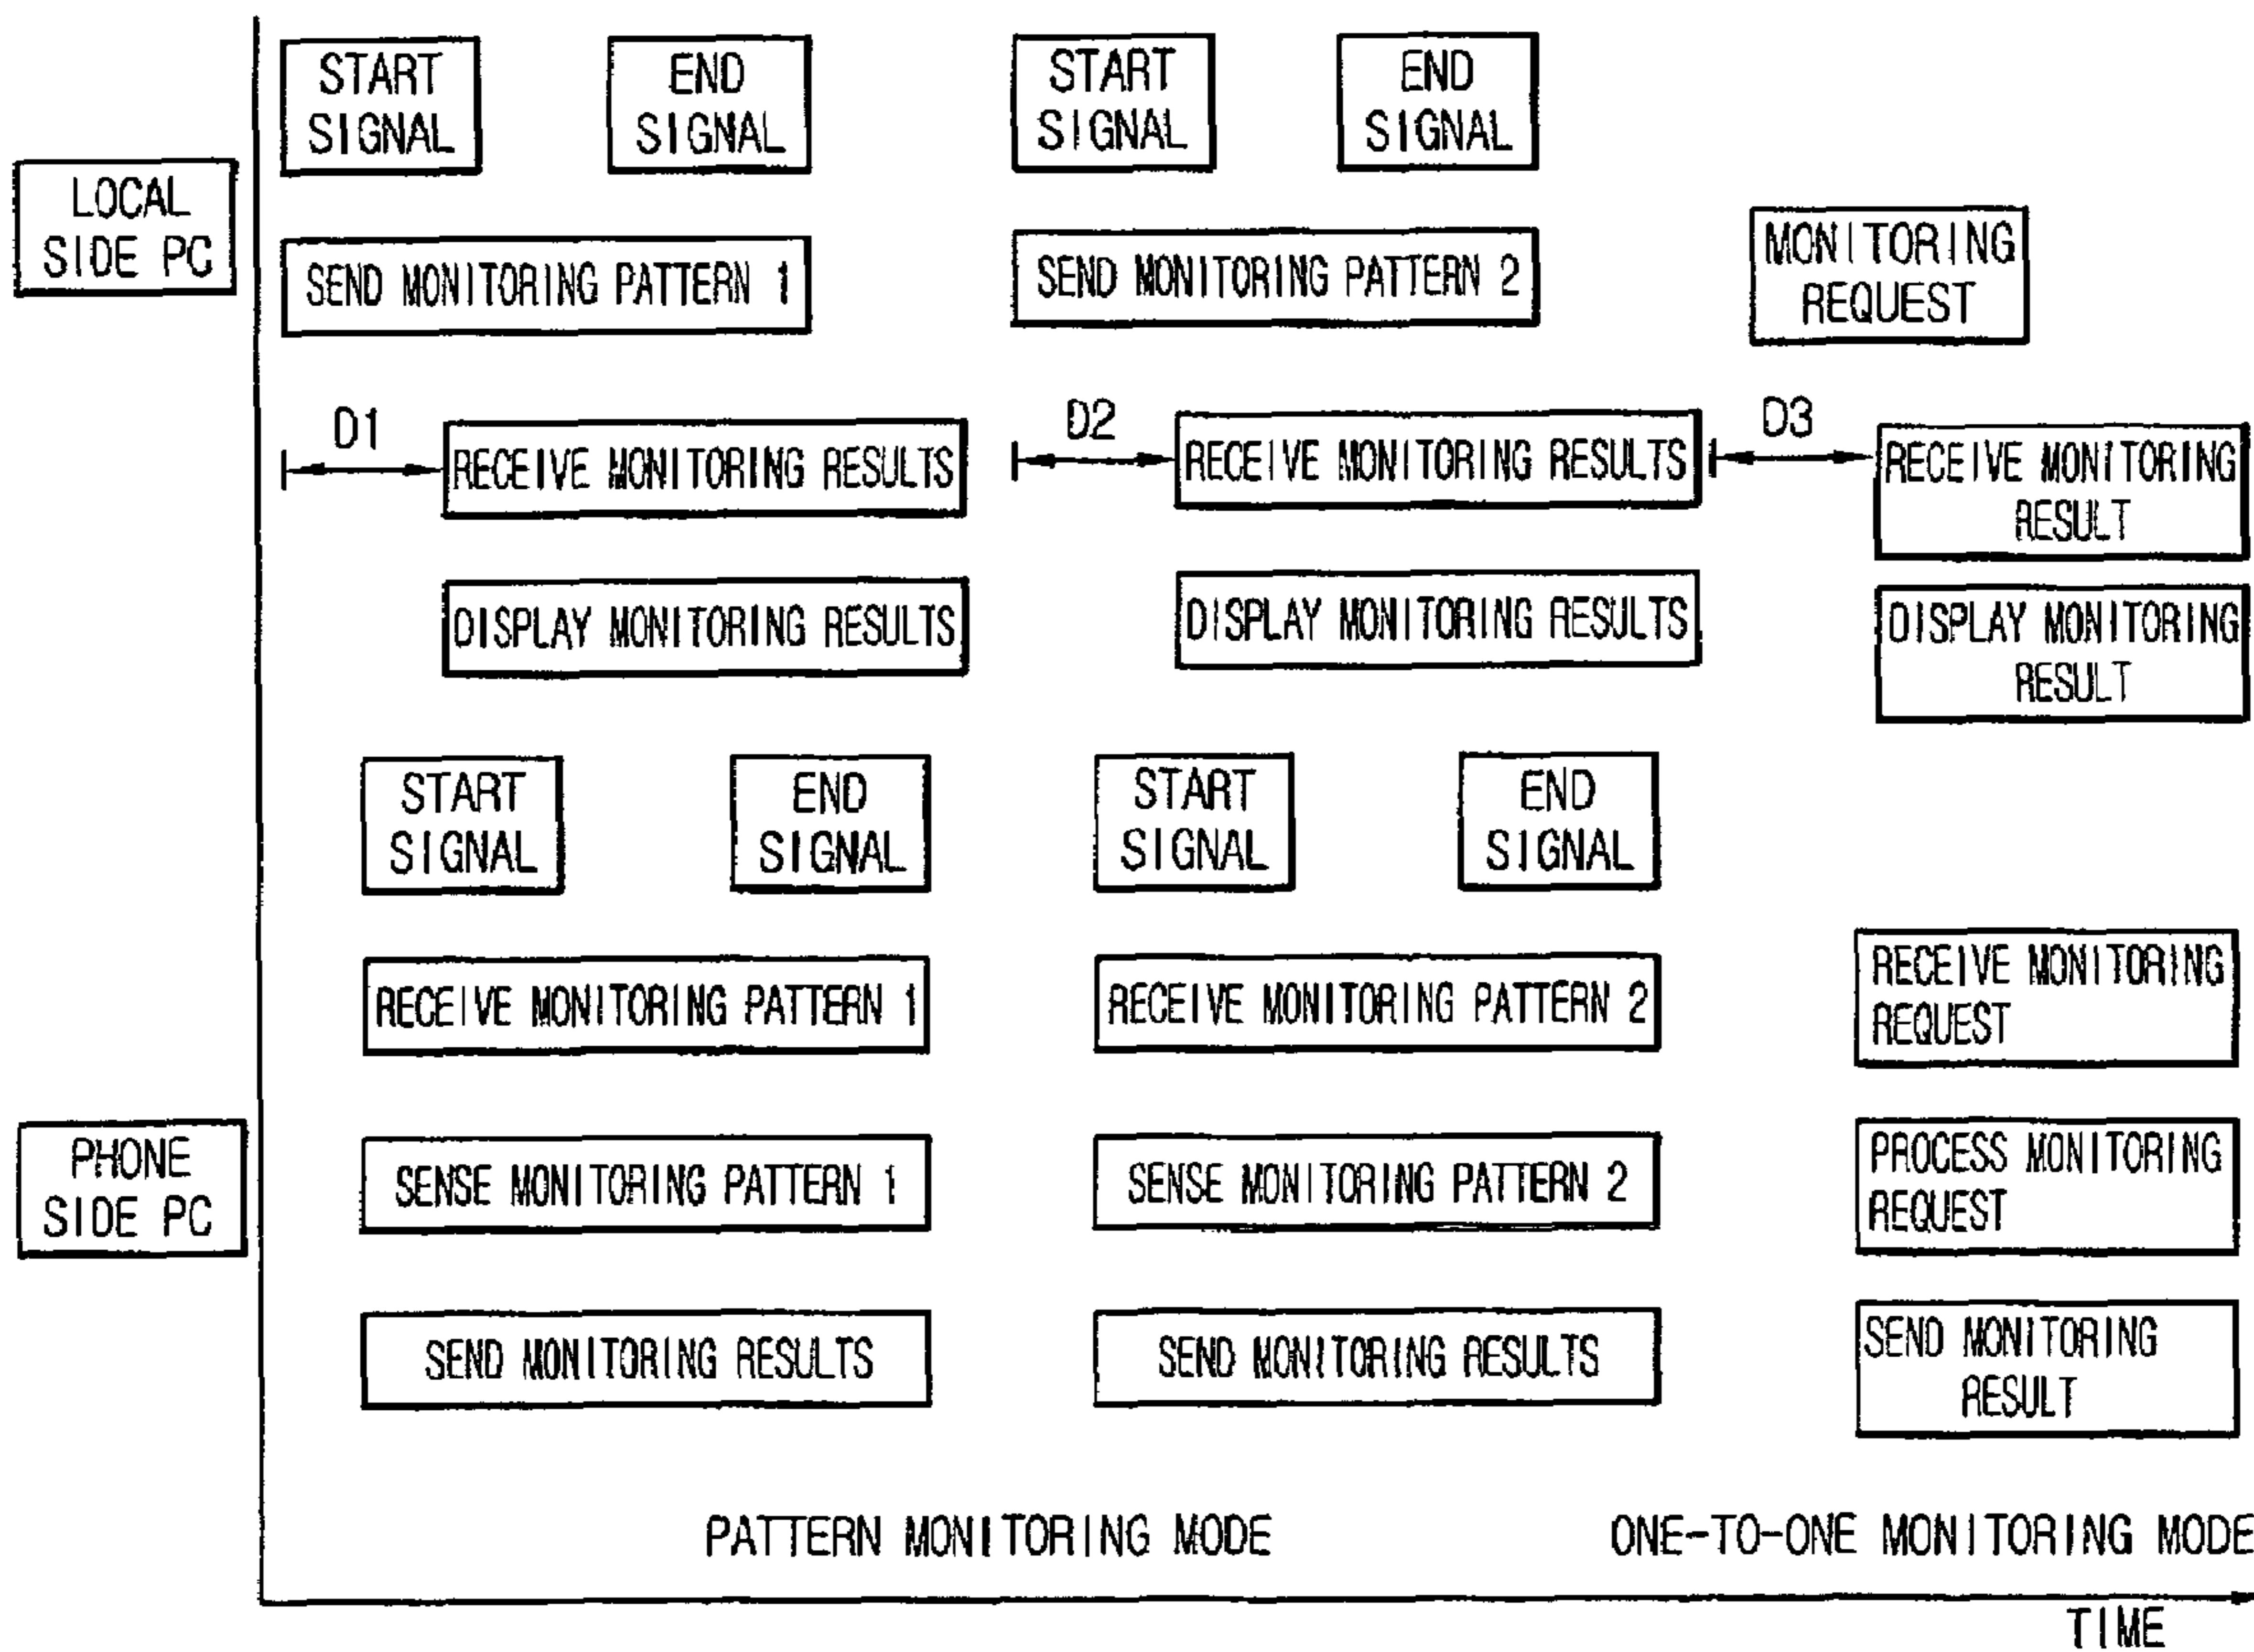 START
SIGNAL
END
SIGNAL
START
SIGNAL
END
SIGNAL
LOCAL
SIDE PC
SEND MONITORING PATTERN 1
SEND MONITORING PATTERN 2
MONITORING
REQUEST
D1
RECEIVE MONITORING RESULTS
D2
RECEIVE MONITORING RESULTS
D3
RECEIVE MONITORING
RESULT
DISPLAY MONITORING RESULTS
DISPLAY MONITORING RESULTS
DISPLAY MONITORING
RESULT
START
SIGNAL
END
SIGNAL
START
SIGNAL
END
SIGNAL
RECEIVE MONITORING PATTERN 1
RECEIVE MONITORING PATTERN 2
RECEIVE MONITORING
REQUEST
PHONE
SIDE PC
SENSE MONITORING PATTERN 1
SENSE MONITORING PATTERN 2
PROCESS MONITORING
REQUEST
SEND MONITORING RESULTS
SEND MONITORING RESULTS
SEND MONITORING
RESULT
PATTERN MONITORING MODE
ONE-TO-ONE MONITORING MODE
TIME